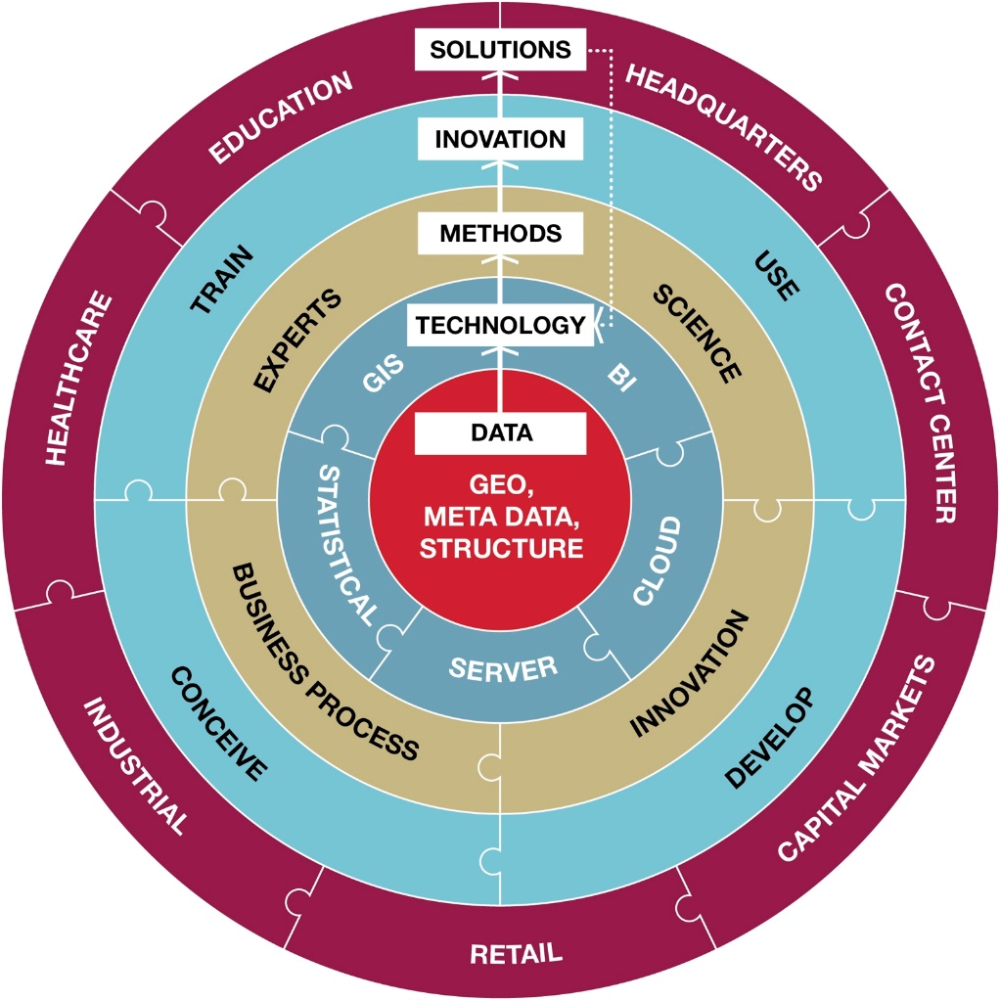 SOLUTIONS
EDUCATION
HEADQUARTERS
INOVATION
METHODS
TRAIN
USE
EXPERTS
SCIENCE
TECHNOLOGY
HEALTHCARE
CONTACT CENTER
GIS
BI
DATA
GEO,
META DATA,
STRUCTURE
STATISTICAL
CLOUD
SERVER
BUSINESS PROCESS
INNOVATION
CONCEIVE
DEVELOP
INDUSTRIAL
CAPITAL MARKETS
RETAIL